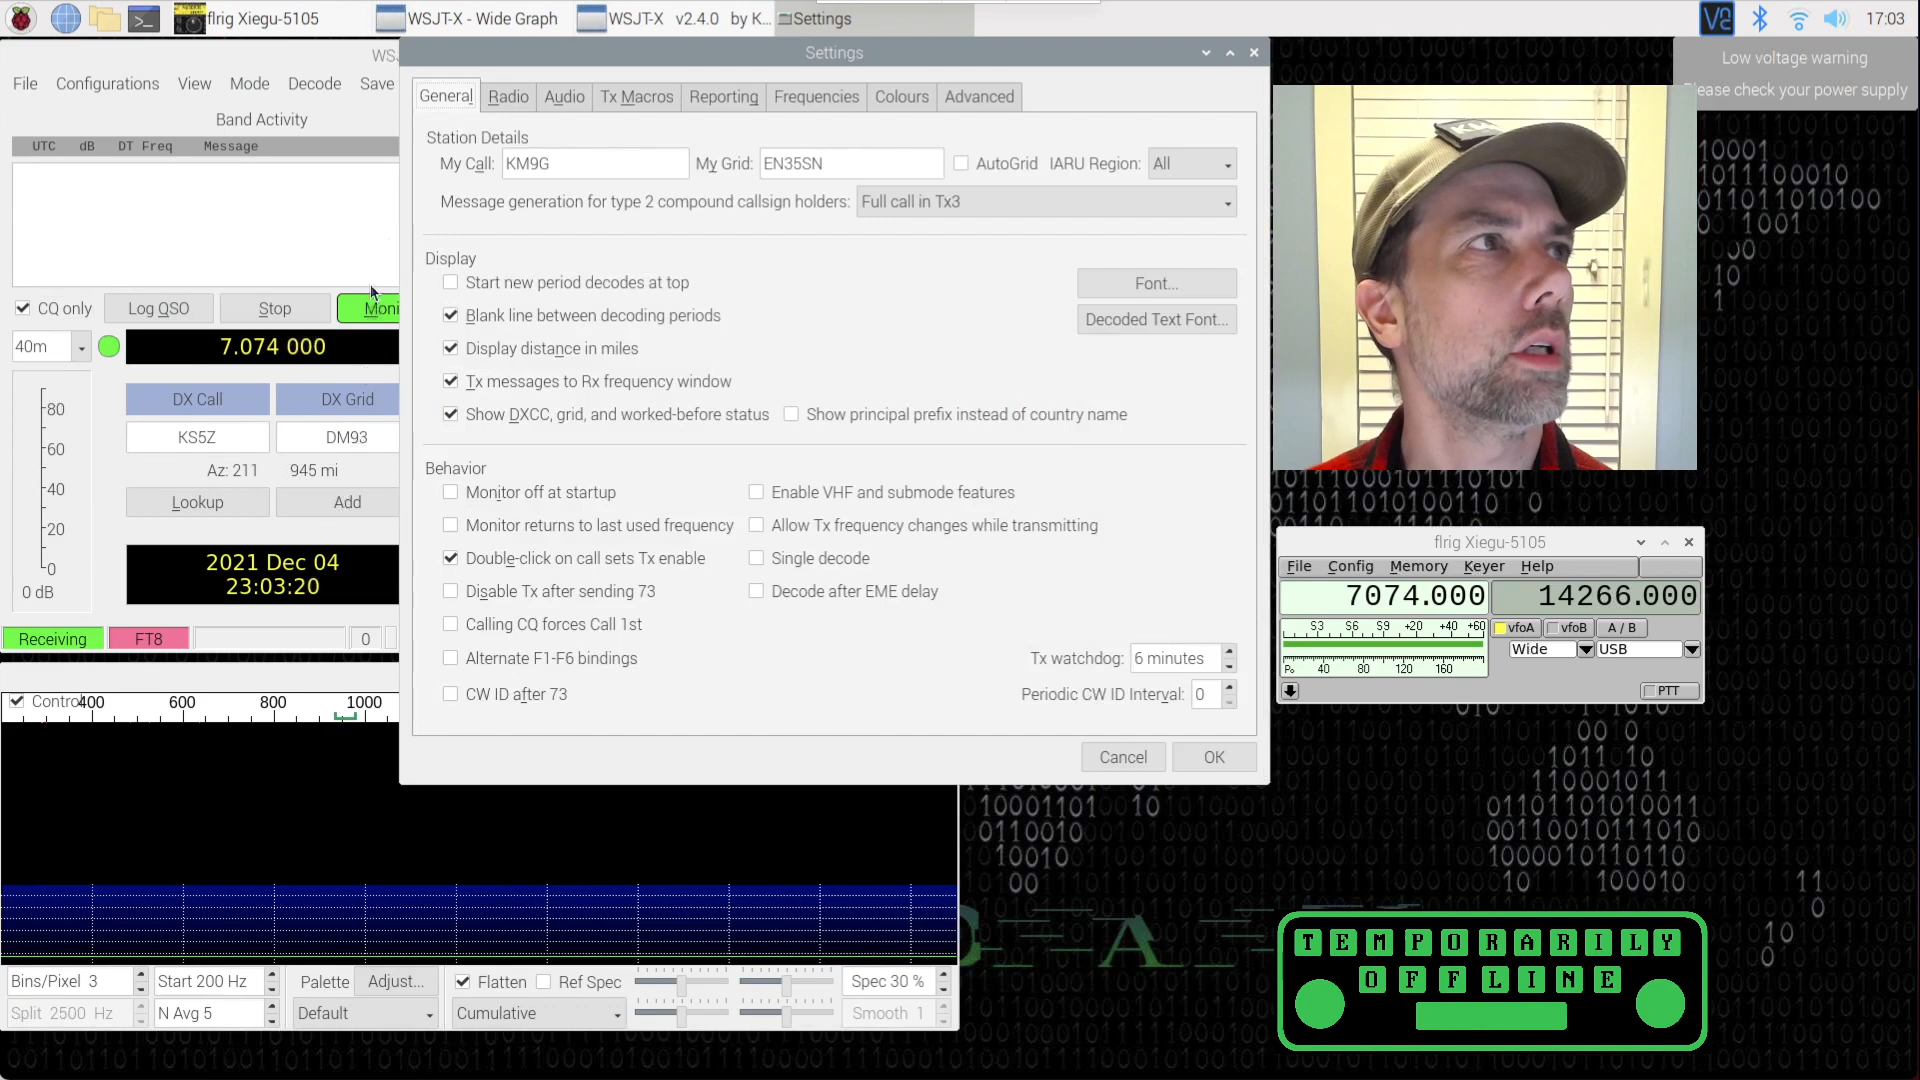 flrig Xiegu-5105
WSJT-X - Wide Graph
WSJT-X v2.4.0 by K...
Settings
17:03
Low voltage warning
Please check your power supply
WSJ
File Configurations View Mode Decode Save
Band Activity
UTC dB DT Freq Message
CQ only Log QSO Stop Moni
40m 7.074 000
DX Call DX Grid
KS5Z DM93
Az: 211 945 mi
Lookup Add
80
60
40
20
0
0 dB
2021 Dec 04
23:03:20
Receiving FT8 0
Settings
General Radio Audio Tx Macros Reporting Frequencies Colours Advanced
Station Details
My Call: KM9G My Grid: EN35SN AutoGrid IARU Region: All
Message generation for type 2 compound callsign holders: Full call in Tx3
Display
Start new period decodes at top Font...
Blank line between decoding periods Decoded Text Font...
Display distance in miles
Tx messages to Rx frequency window
Show DXCC, grid, and worked-before status Show principal prefix instead of country name
Behavior
Monitor off at startup Enable VHF and submode features
Monitor returns to last used frequency Allow Tx frequency changes while transmitting
Double-click on call sets Tx enable Single decode
Disable Tx after sending 73 Decode after EME delay
Calling CQ forces Call 1st
Alternate F1-F6 bindings Tx watchdog: 6 minutes
CW ID after 73 Periodic CW ID Interval: 0
Cancel OK
flrig Xiegu-5105
File Config Memory Keyer Help
7074.000 14266.000
S3 S6 S9 +20 +40 +60 vfoA vfoB A / B
Wide USB
Po 40 80 120 160
PTT
Control 400 600 800 1000
Bins/Pixel 3 Start 200 Hz Palette Adjust... Flatten Ref Spec Spec 30 %
Split 2500 Hz N Avg 5 Default Cumulative Smooth 1
TEMPORARILY
OFFLINE